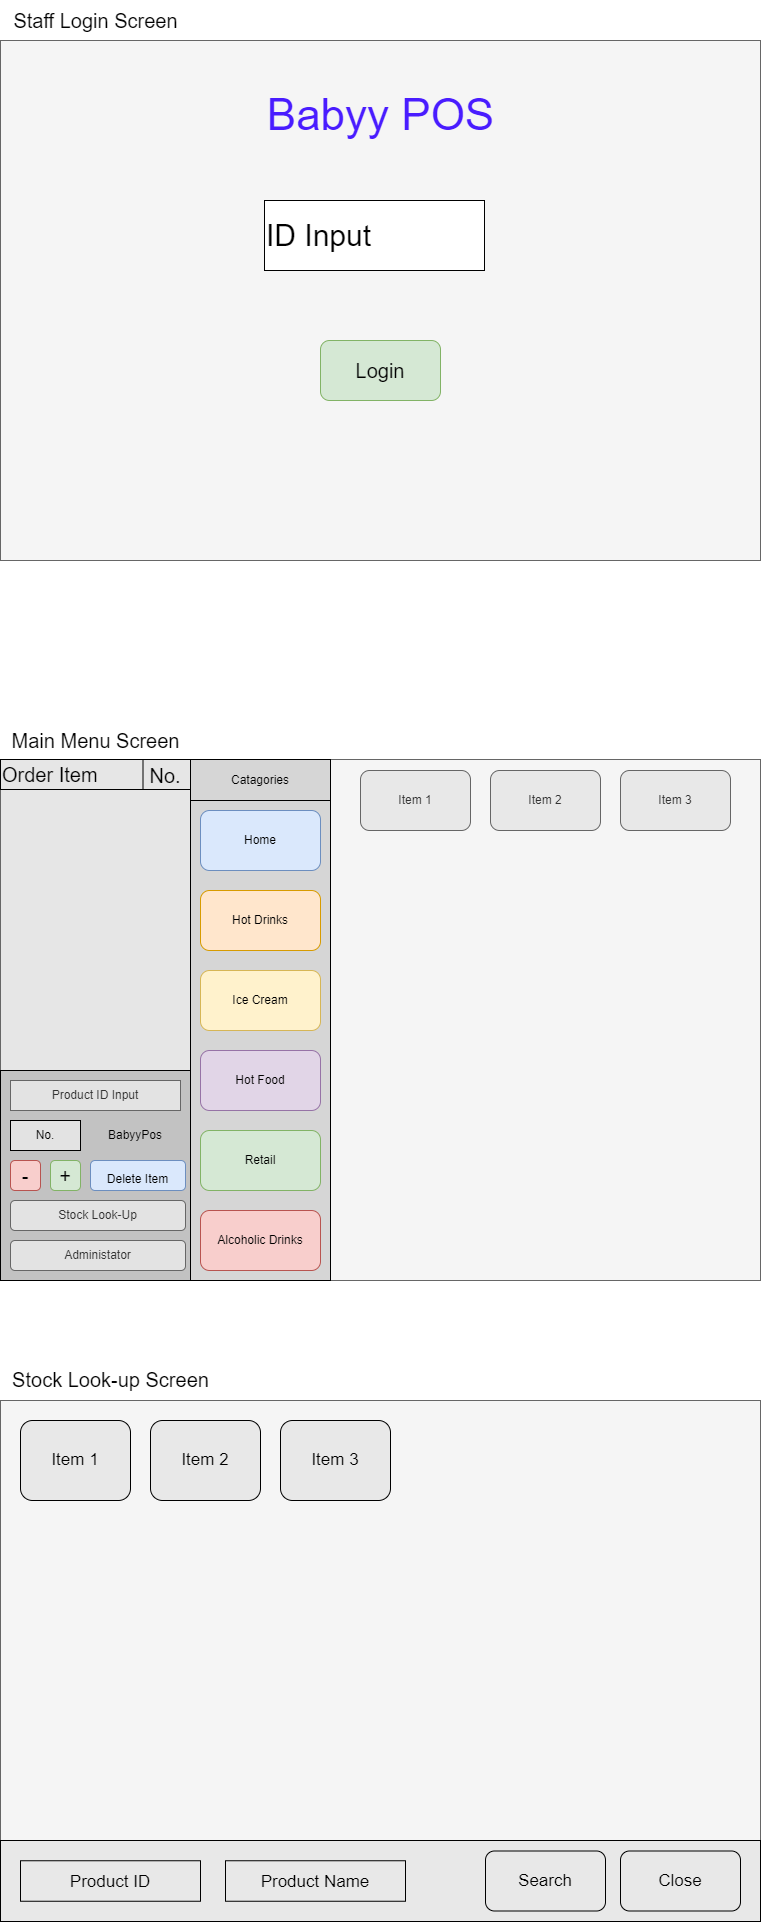 Staff Login Screen
Babyy POS
ID Input
Login
Main Menu Screen
Order Item
No.
Catagories
Item 1
Item 2
Item 3
Home
Hot Drinks
Ice Cream
Hot Food
Retail
Alcoholic Drinks
Product ID Input
No.
BabyyPos
-
+
Delete Item
Stock Look-Up
Administator
Stock Look-up Screen
Item 1
Item 2
Item 3
Product ID
Product Name
Search
Close